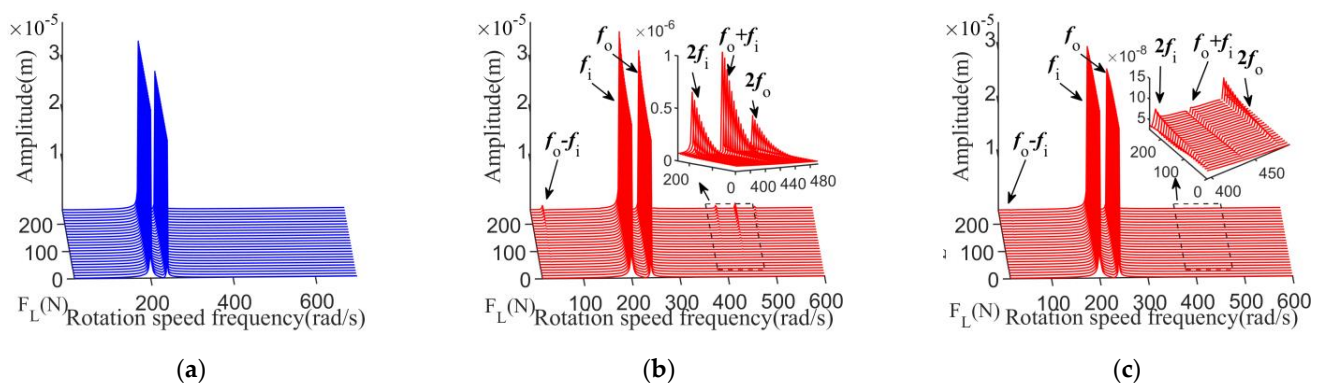 ×10⁻⁵
Amplitude(m)
3
2
1
200
100
0
F_L(N)
200
400
600
Rotation speed frequency(rad/s)
(a)
×10⁻⁵
Amplitude(m)
3
2
1
200
100
0
F_L(N)
100
200
300
400
500
600
Rotation speed frequency(rad/s)
f_o-f_i
f_i
f_o
×10⁻⁶
1
0.5
0
200
0
400
440
480
2f_i
f_o+f_i
2f_o
(b)
×10⁻⁵
Amplitude(m)
3
2
1
200
100
0
F_L(N)
100
200
300
400
500
600
Rotation speed frequency(rad/s)
f_o-f_i
f_i
f_o
×10⁻⁸
15
10
5
200
100
0
400
450
2f_i
f_o+f_i
2f_o
(c)